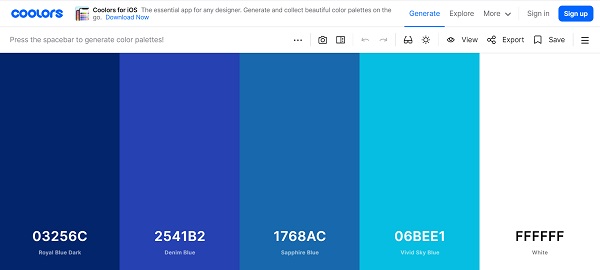 coolors
Coolors for iOS The essential app for any designer. Generate and collect beautiful color palettes on the
go. Download Now
Generate Explore More Sign in Sign up
Press the spacebar to generate color palettes!
View Export Save
03256C
Royal Blue Dark
2541B2
Denim Blue
1768AC
Sapphire Blue
06BEE1
Vivid Sky Blue
FFFFFF
White